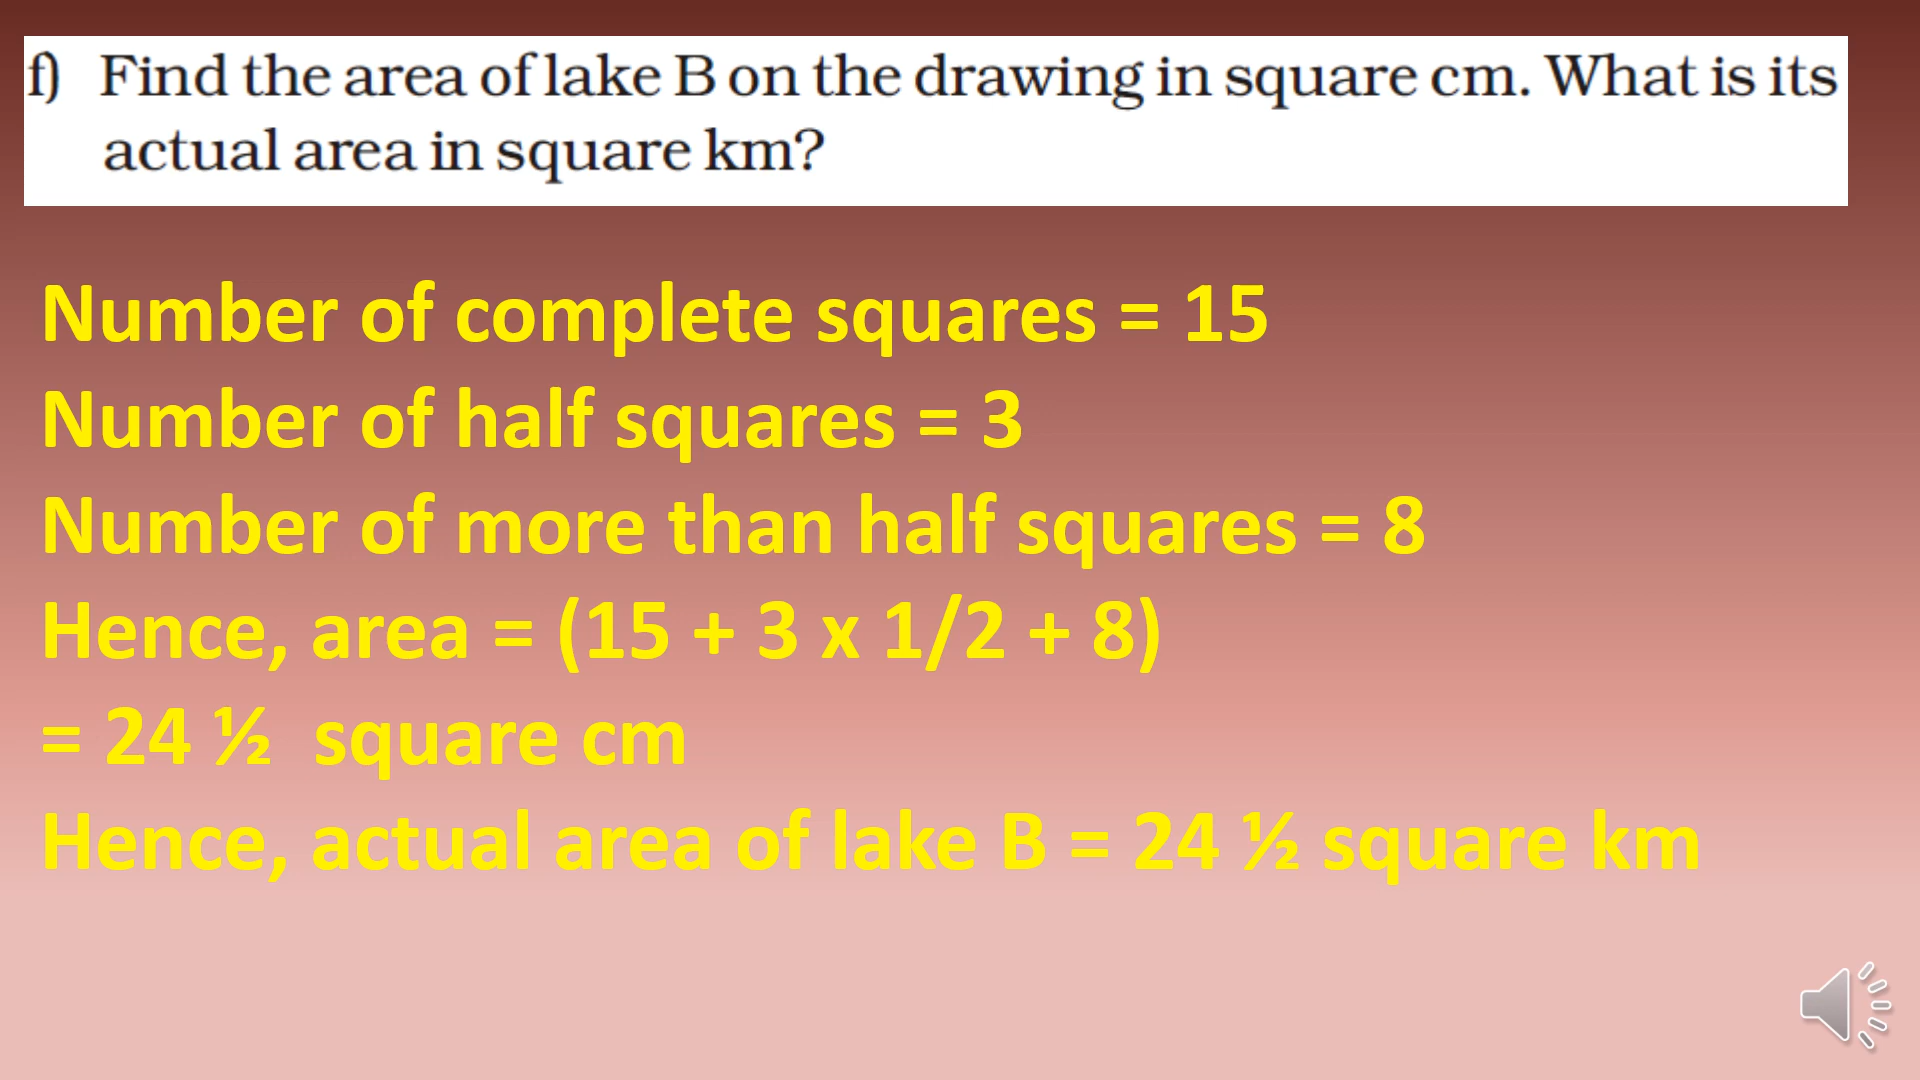 f) Find the area of lake B on the drawing in square cm. What is its
actual area in square km?
Number of complete squares = 15
Number of half squares = 3
Number of more than half squares = 8
Hence, area = (15 + 3 x 1/2 + 8)
= 24 ½ square cm
Hence, actual area of lake B = 24 ½ square km